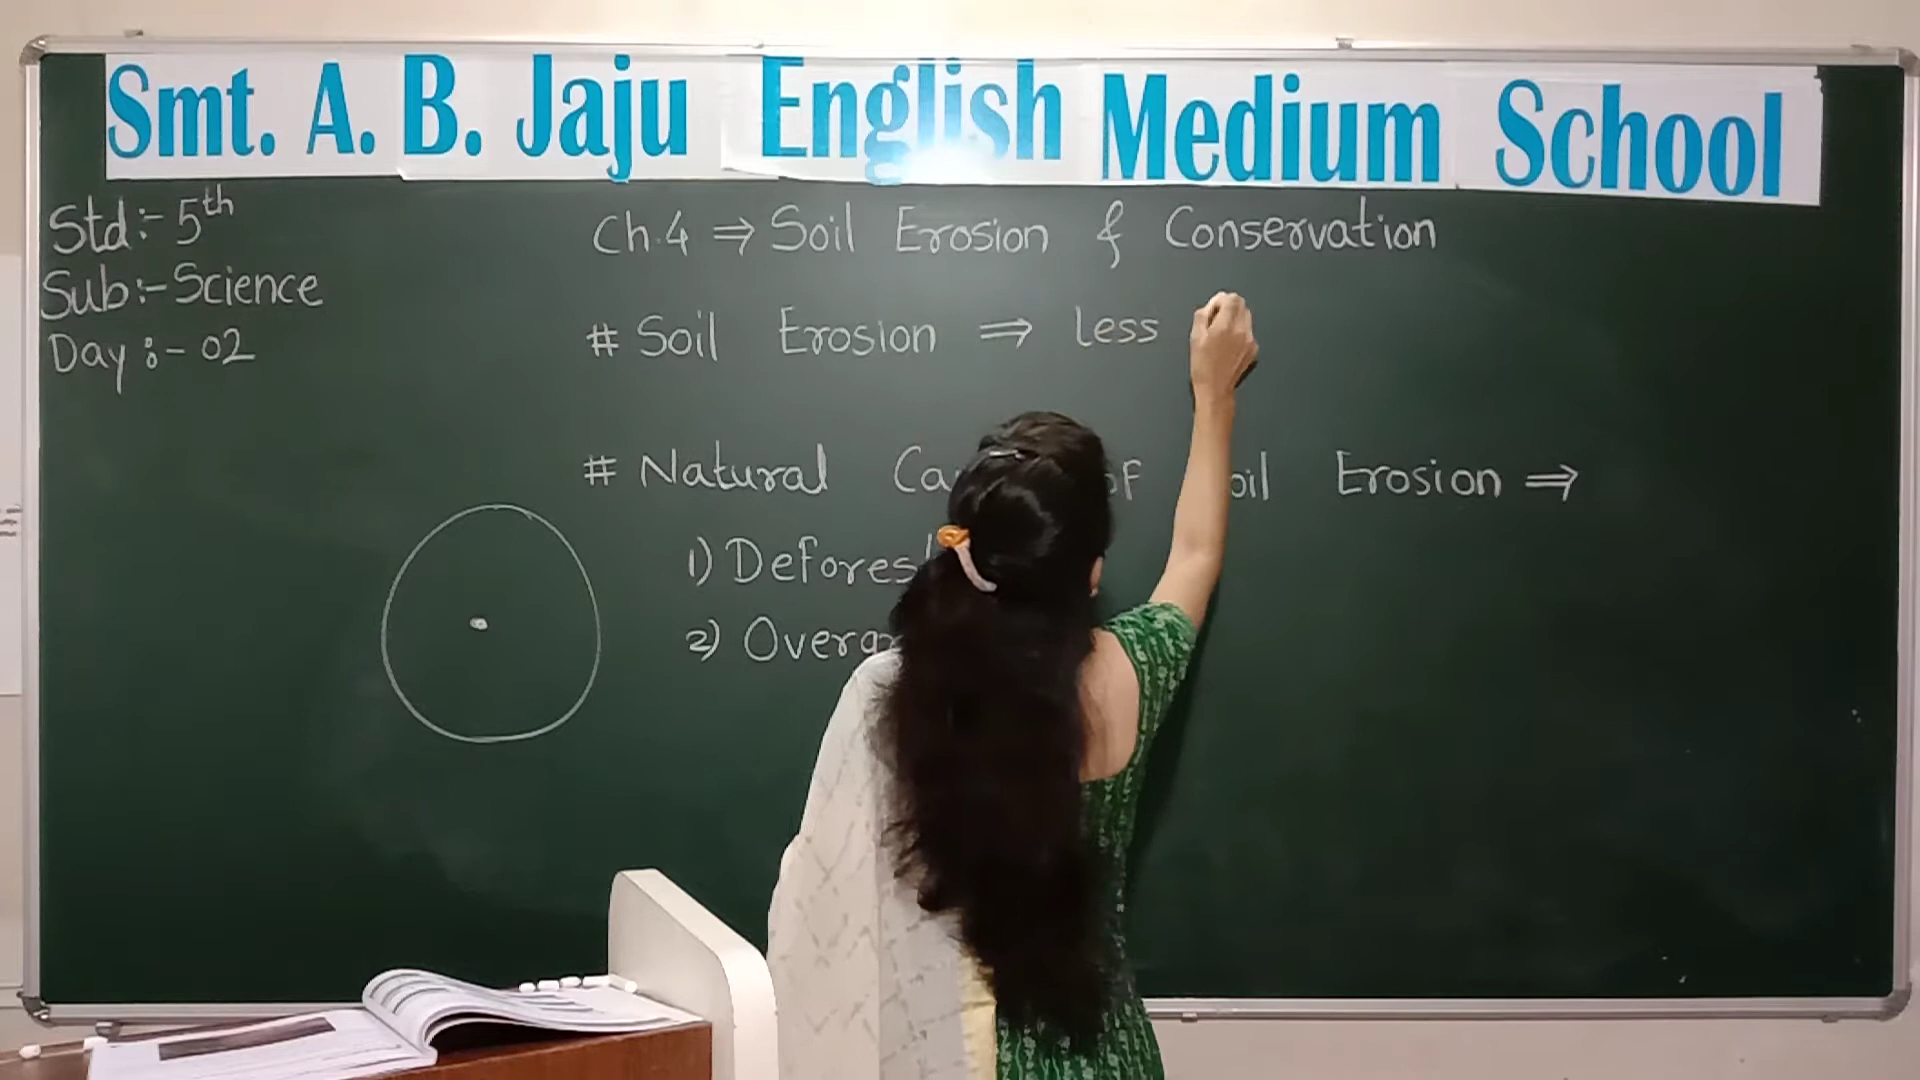 Smt. A. B. Jaju English Medium School
Std:- 5th
Sub:- Science
Day :- 02
Ch.4 ⇒ Soil Erosion & Conservation
# Soil Erosion ⇒ Less
# Natural of Erosion ⇒
1)
2)